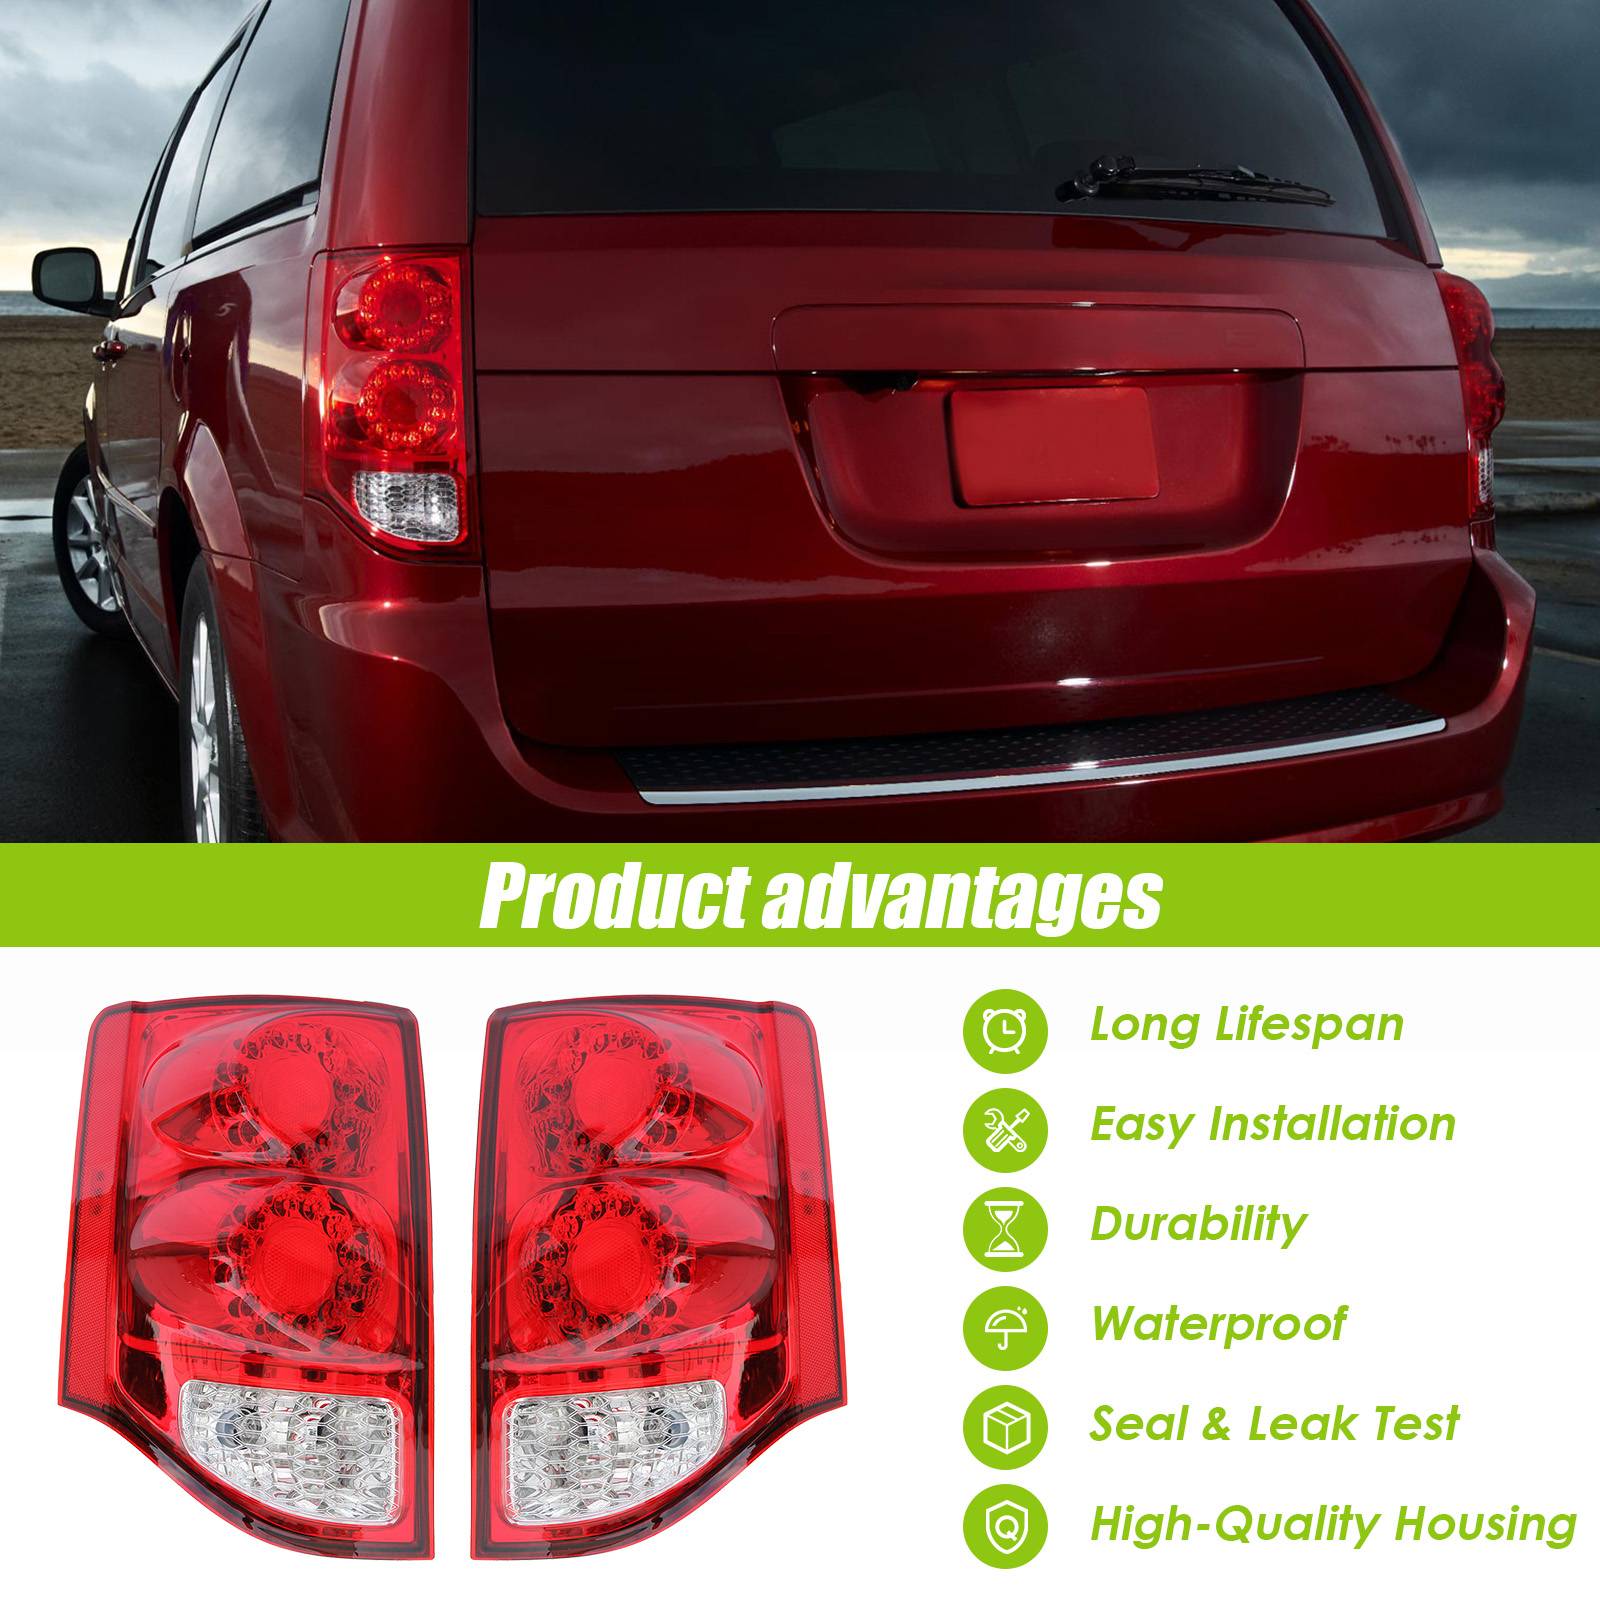 Product advantages
Long Lifespan
Easy Installation
Durability
Waterproof
Seal & Leak Test
High-Quality Housing